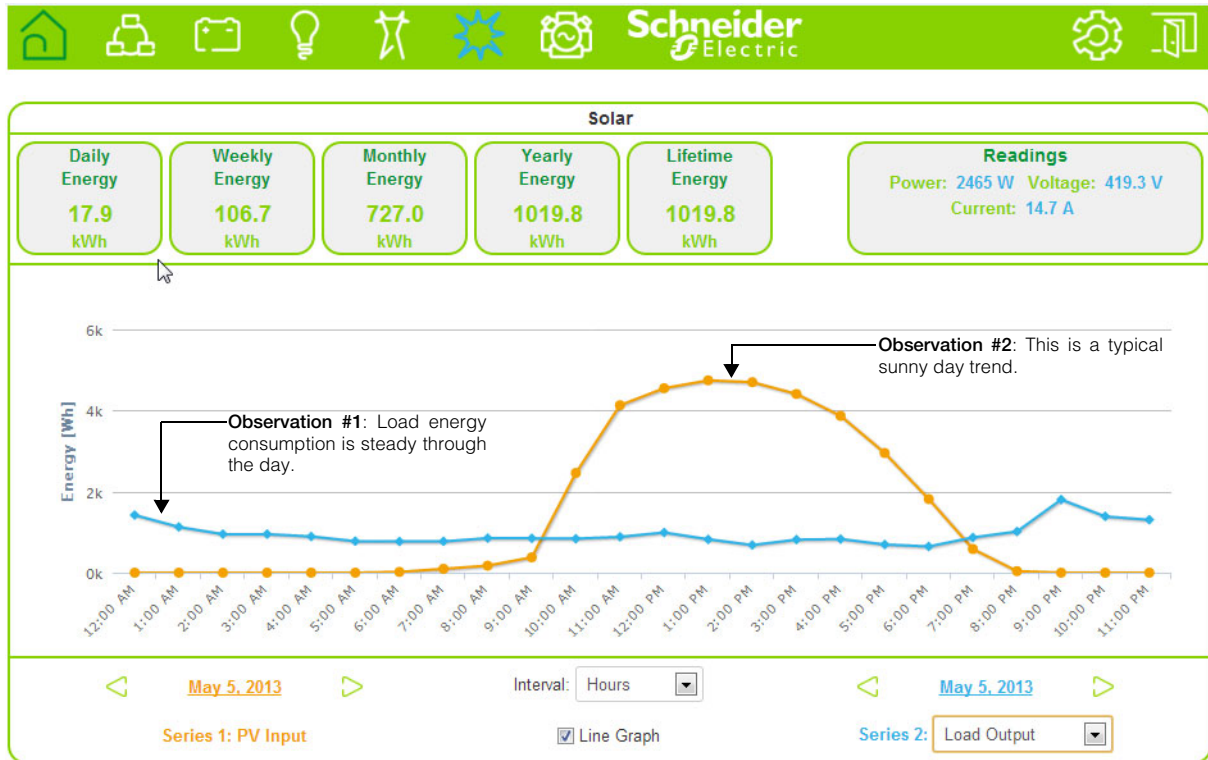 Schneider
Electric
Solar
Daily
Energy
17.9
kWh
Weekly
Energy
106.7
kWh
Monthly
Energy
727.0
kWh
Yearly
Energy
1019.8
kWh
Lifetime
Energy
1019.8
kWh
Readings
Power: 2465 W Voltage: 419.3 V
Current: 14.7 A
Energy [Wh]
6k
4k
2k
0k
Observation #1: Load energy
consumption is steady through
the day.
Observation #2: This is a typical
sunny day trend.
12:00 AM
1:00 AM
2:00 AM
3:00 AM
4:00 AM
5:00 AM
6:00 AM
7:00 AM
8:00 AM
9:00 AM
10:00 AM
11:00 AM
12:00 PM
1:00 PM
2:00 PM
3:00 PM
4:00 PM
5:00 PM
6:00 PM
7:00 PM
8:00 PM
9:00 PM
10:00 PM
11:00 PM
May 5, 2013
Interval: Hours
May 5, 2013
Series 1: PV Input
Line Graph
Series 2: Load Output